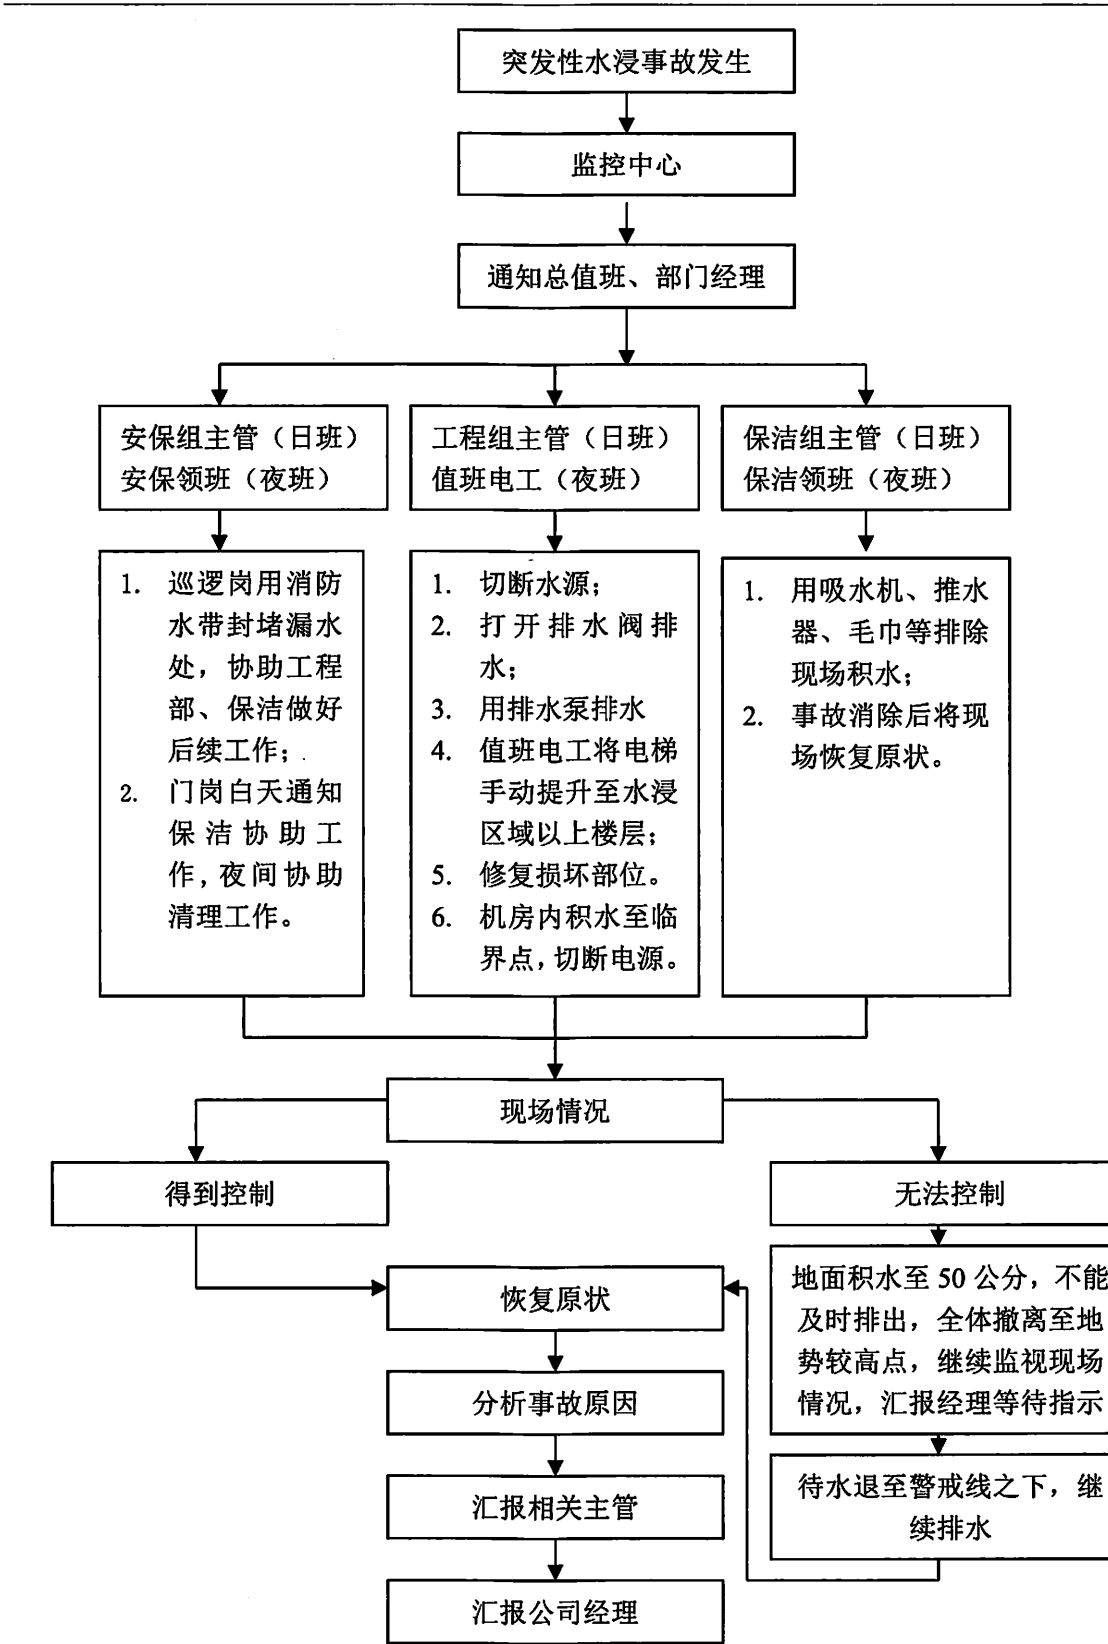 突发性水浸事故发生
监控中心
通知总值班、部门经理
安保组主管（日班）
安保领班（夜班）
工程组主管（日班）
值班电工（夜班）
保洁组主管（日班）
保洁领班（夜班）
1. 巡逻岗用消防
水带封堵漏水
处，协助工程
部、保洁做好
后续工作；
2. 门岗白天通知
保洁协助工
作，夜间协助
清理工作。
1. 切断水源；
2. 打开排水阀排
水；
3. 用排水泵排水
4. 值班电工将电梯
手动提升至水浸
区域以上楼层；
5. 修复损坏部位。
6. 机房内积水至临
界点，切断电源。
1. 用吸水机、推水
器、毛巾等排除
现场积水；
2. 事故消除后将现
场恢复原状。
现场情况
得到控制
无法控制
地面积水至 50 公分，不能
及时排出，全体撤离至地
势较高点，继续监视现场
情况，汇报经理等待指示
待水退至警戒线之下，继
续排水
恢复原状
分析事故原因
汇报相关主管
汇报公司经理